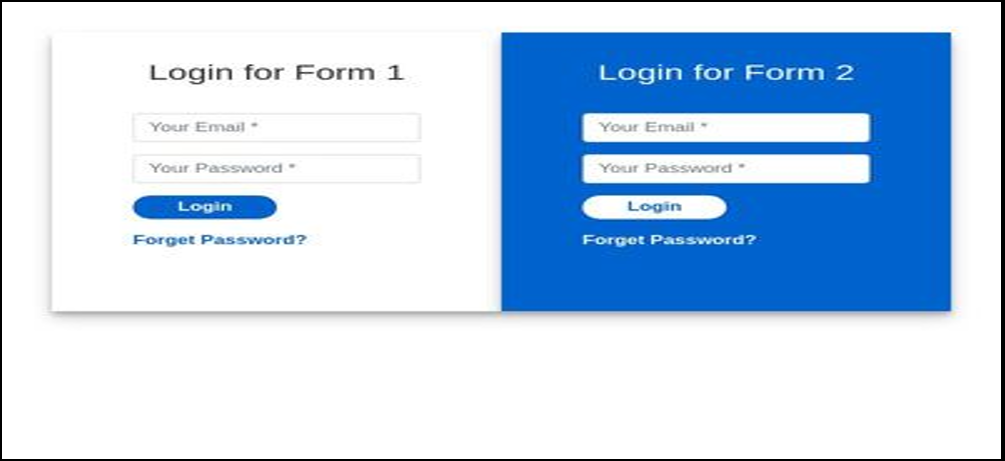 Login for Form 1
Your Email *
Your Password *
Login
Forget Password?
Login for Form 2
Your Email *
Your Password *
Login
Forget Password?